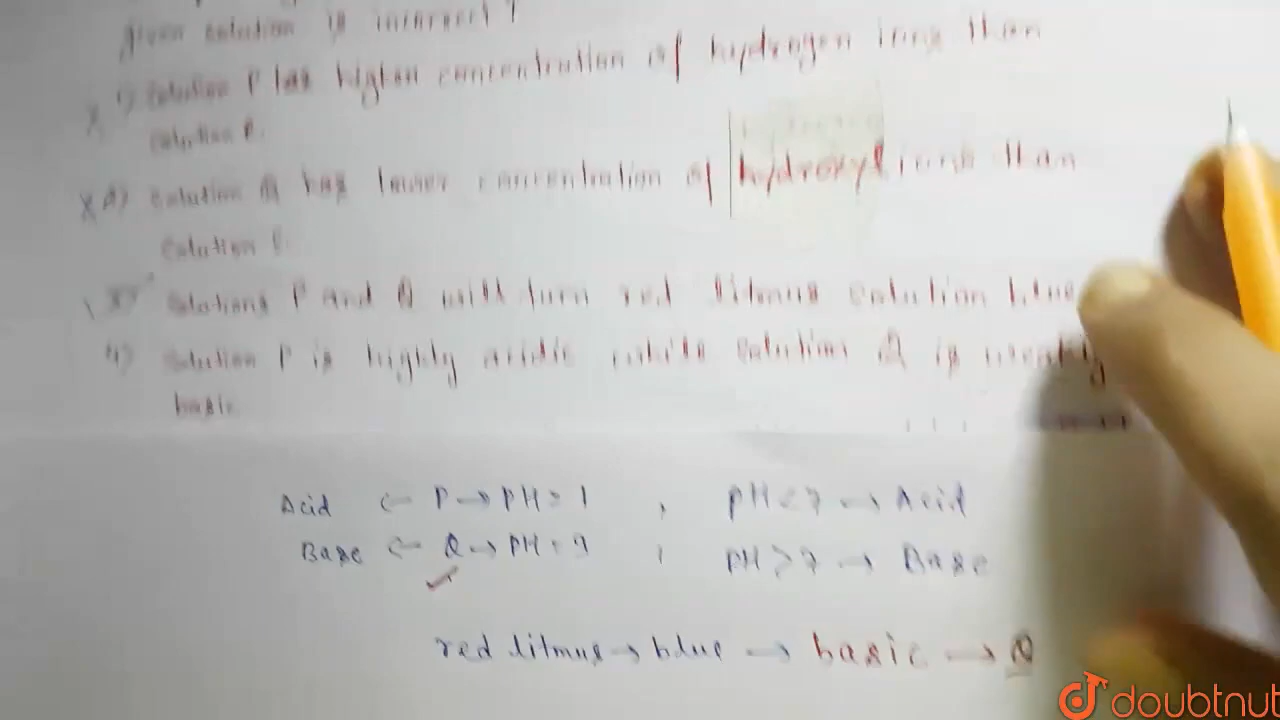 given solution is incorrect?
X 1) Solution P has higher concentration of hydrogen ions than
solution Q.
X 2) Solution Q has lower concentration of hydroxyl ions than
solution
3) Solutions P and Q will turn red litmus solution blue
4) Solution P is highly acidic while solution Q is weakly
basic
Acid ← P → pH = 1 , pH < 7 → Acid
Base ← Q → pH = 9 , pH > 7 → Base
red litmus → blue → basic → Q
doubtnut